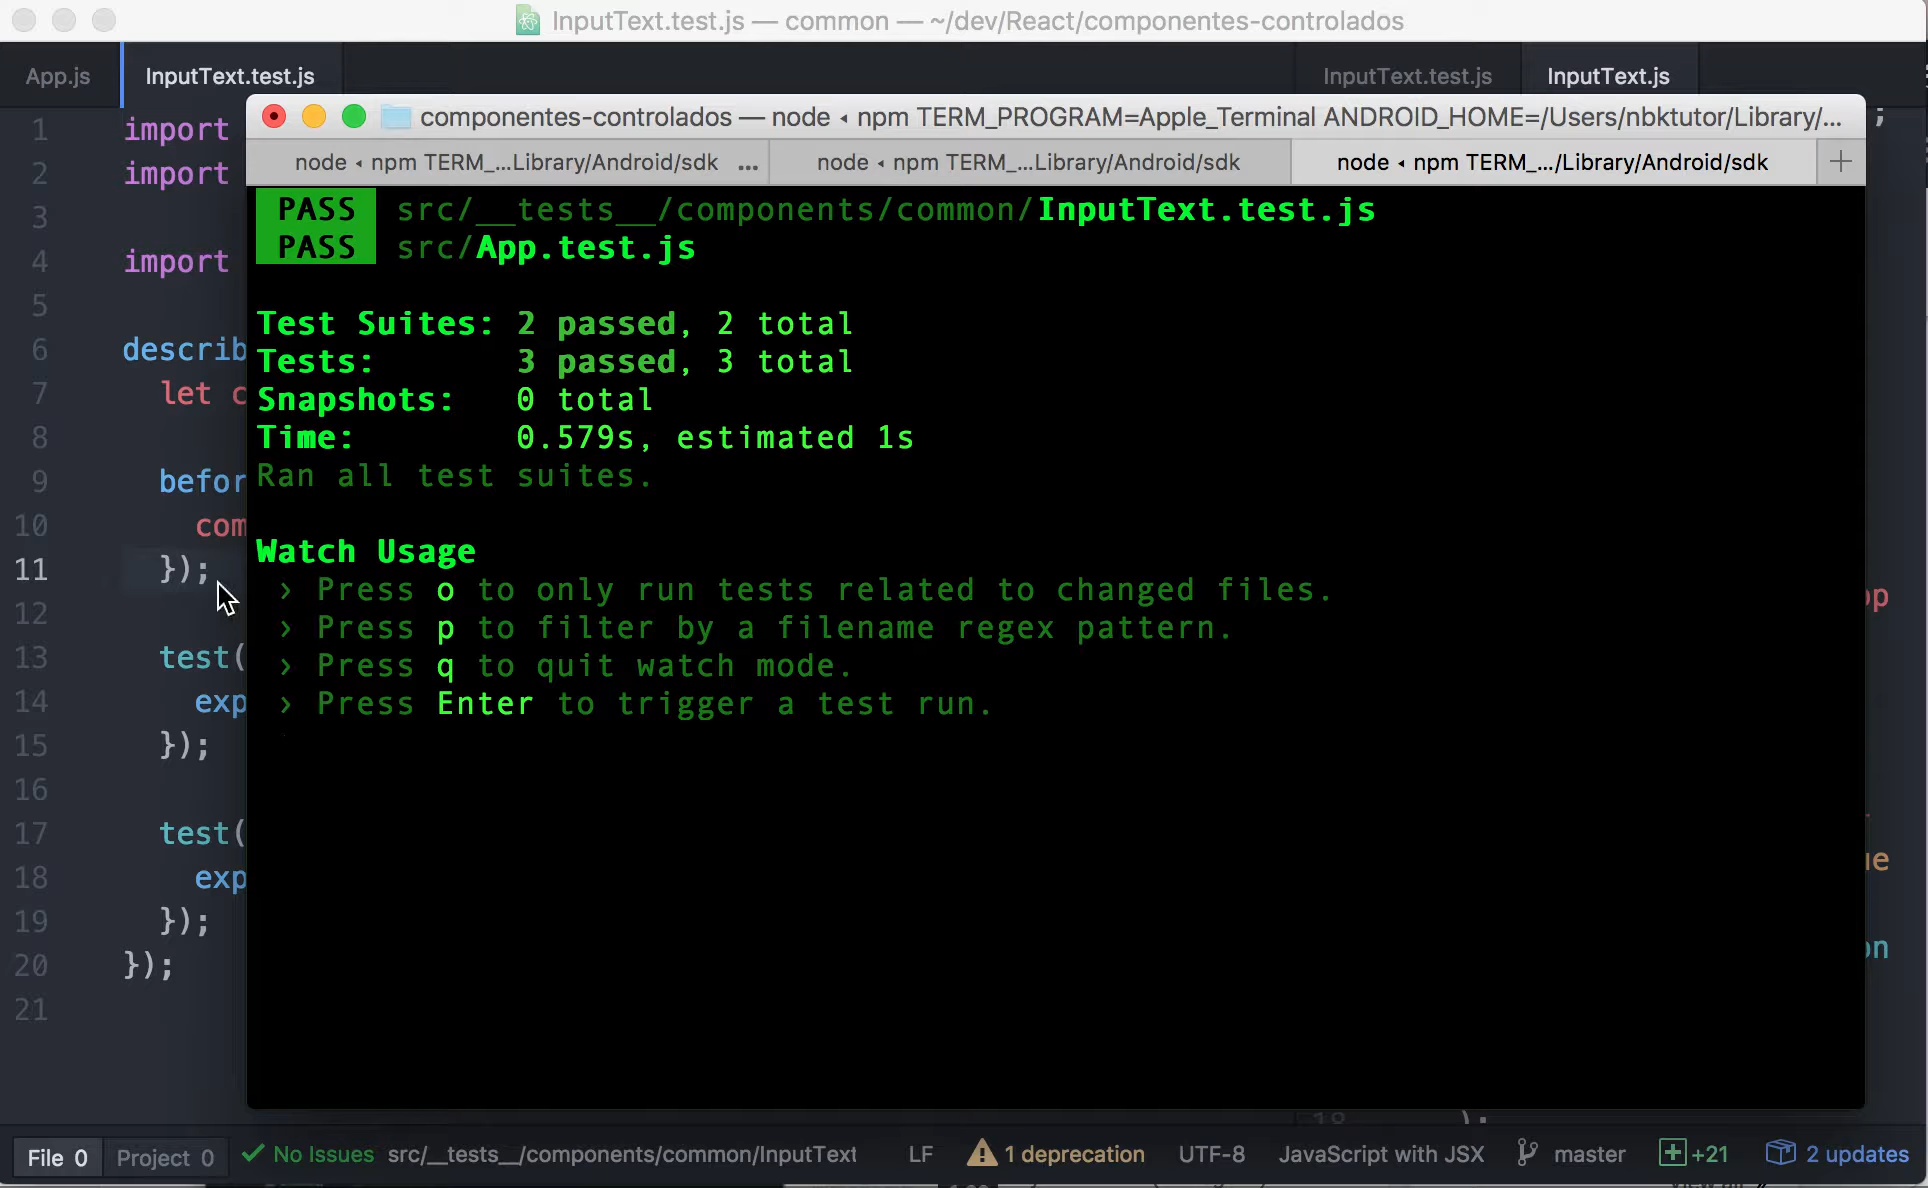 InputText.test.js — common — ~/dev/React/componentes-controlados
App.js
InputText.test.js
InputText.test.js
InputText.js
componentes-controlados — node ◂ npm TERM_PROGRAM=Apple_Terminal ANDROID_HOME=/Users/nbktutor/Library/...
node ◂ npm TERM_...Library/Android/sdk ...
node ◂ npm TERM_...Library/Android/sdk
node ◂ npm TERM_.../Library/Android/sdk
+
PASS src/__tests__/components/common/InputText.test.js
PASS src/App.test.js
Test Suites: 2 passed, 2 total
Tests: 3 passed, 3 total
Snapshots: 0 total
Time: 0.579s, estimated 1s
Ran all test suites.
Watch Usage
› Press o to only run tests related to changed files.
› Press p to filter by a filename regex pattern.
› Press q to quit watch mode.
› Press Enter to trigger a test run.
1 import
2 import
3
4 import
5
6 describ
7 let c
8
9 befor
10 com
11 });
12
13 test(
14 exp
15 });
16
17 test(
18 exp
19 });
20 });
21
;
op
ue
on
18 );
File 0
Project 0
No Issues
src/__tests__/components/common/InputText
LF
1 deprecation
UTF-8
JavaScript with JSX
master
+21
2 updates